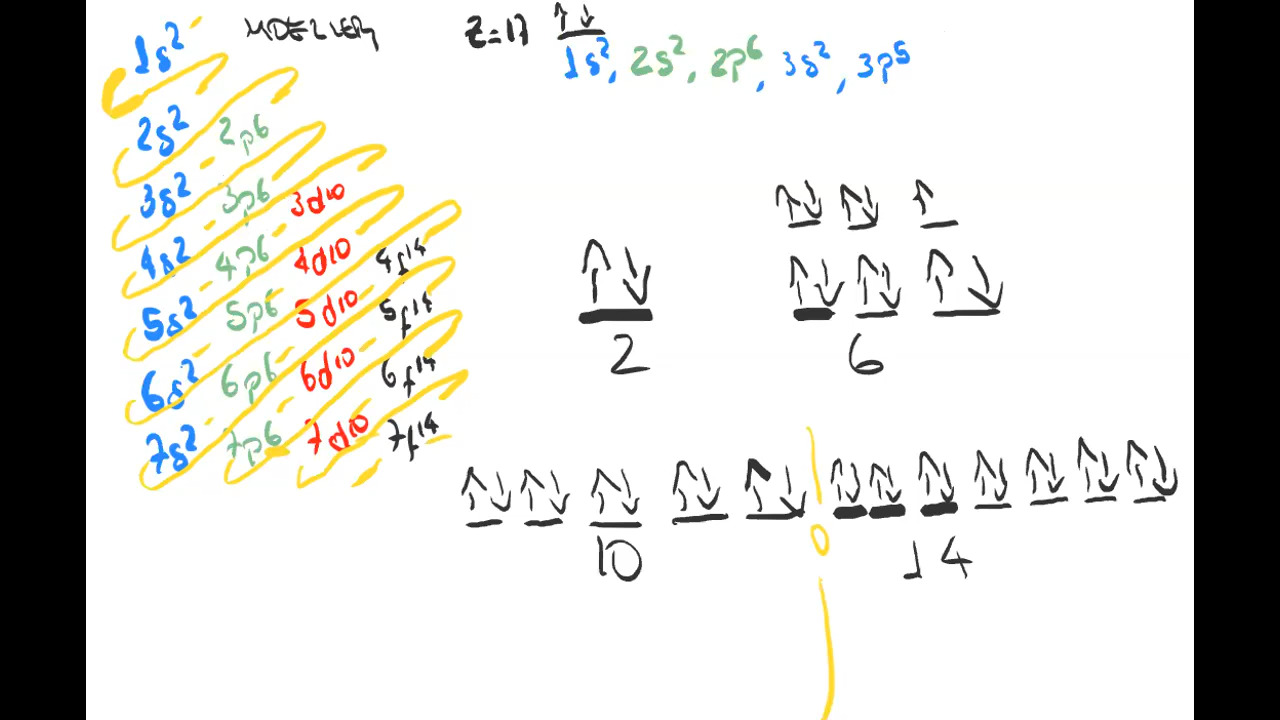 1s²
MOELLER
Z=17
1s², 2s², 2p⁶, 3s², 3p⁵
2s² 2p⁶
3s² 3p⁶ 3d¹⁰
4s² 4p⁶ 4d¹⁰ 4f¹⁴
5s² 5p⁶ 5d¹⁰ 5f¹⁴
6s² 6p⁶ 6d¹⁰ 6f¹⁴
7s² 7p⁶ 7d¹⁰ 7f¹⁴
↑↓
↑↓ ↑↓ ↑
↑↓
2
↑↓ ↑↓ ↑↓
6
↑↓ ↑↓ ↑↓ ↑↓ ↑↓
10
↑↓ ↑↓ ↑↓ ↑↓ ↑↓ ↑↓ ↑↓
14
0